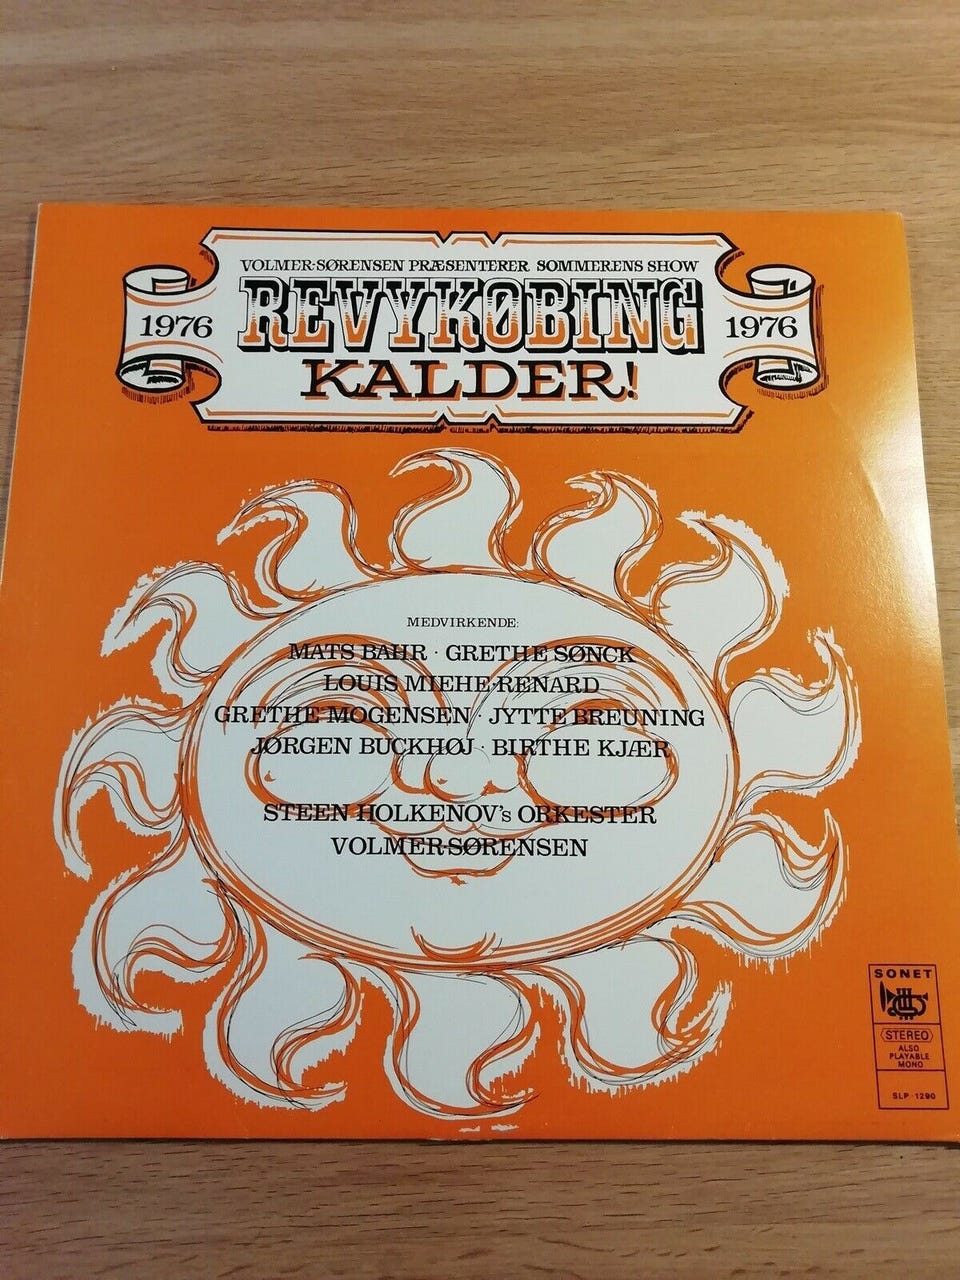 VOLMER-SØRENSEN PRÆSENTERER SOMMERENS SHOW
REVYKØBING
KALDER!
1976
1976
MEDVIRKENDE:
MATS BAHR · GRETHE SØNCK
LOUIS MIEHE-RENARD
GRETHE MOGENSEN · JYTTE BREUNING
JØRGEN BUCKHØJ · BIRTHE KJÆR
STEEN HOLKENOV's ORKESTER
VOLMER-SØRENSEN
SONET
STEREO
ALSO
PLAYABLE
MONO
SLP-1290